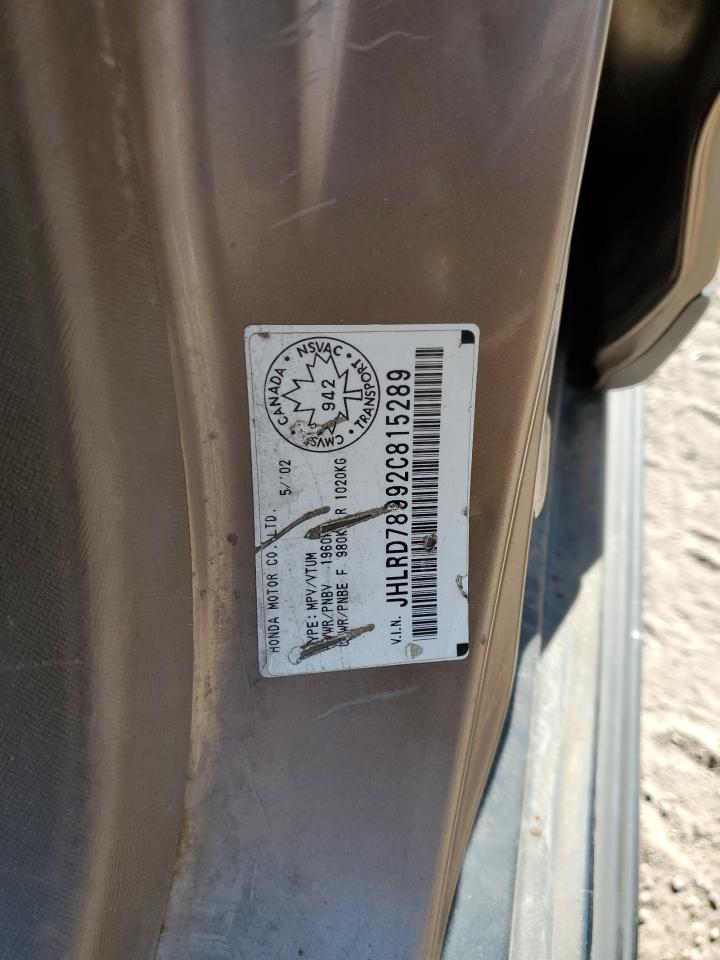 HONDA MOTOR CO., LTD. 5/'02
TYPE: MPV/VTUM
GVWR/PNBV 1960KG
GAWR/PNBE F 980KG R 1020KG
CANADA • NSVAC • TRANSPORT • CMVSS •
942
V.I.N. JHLRD78992C815289